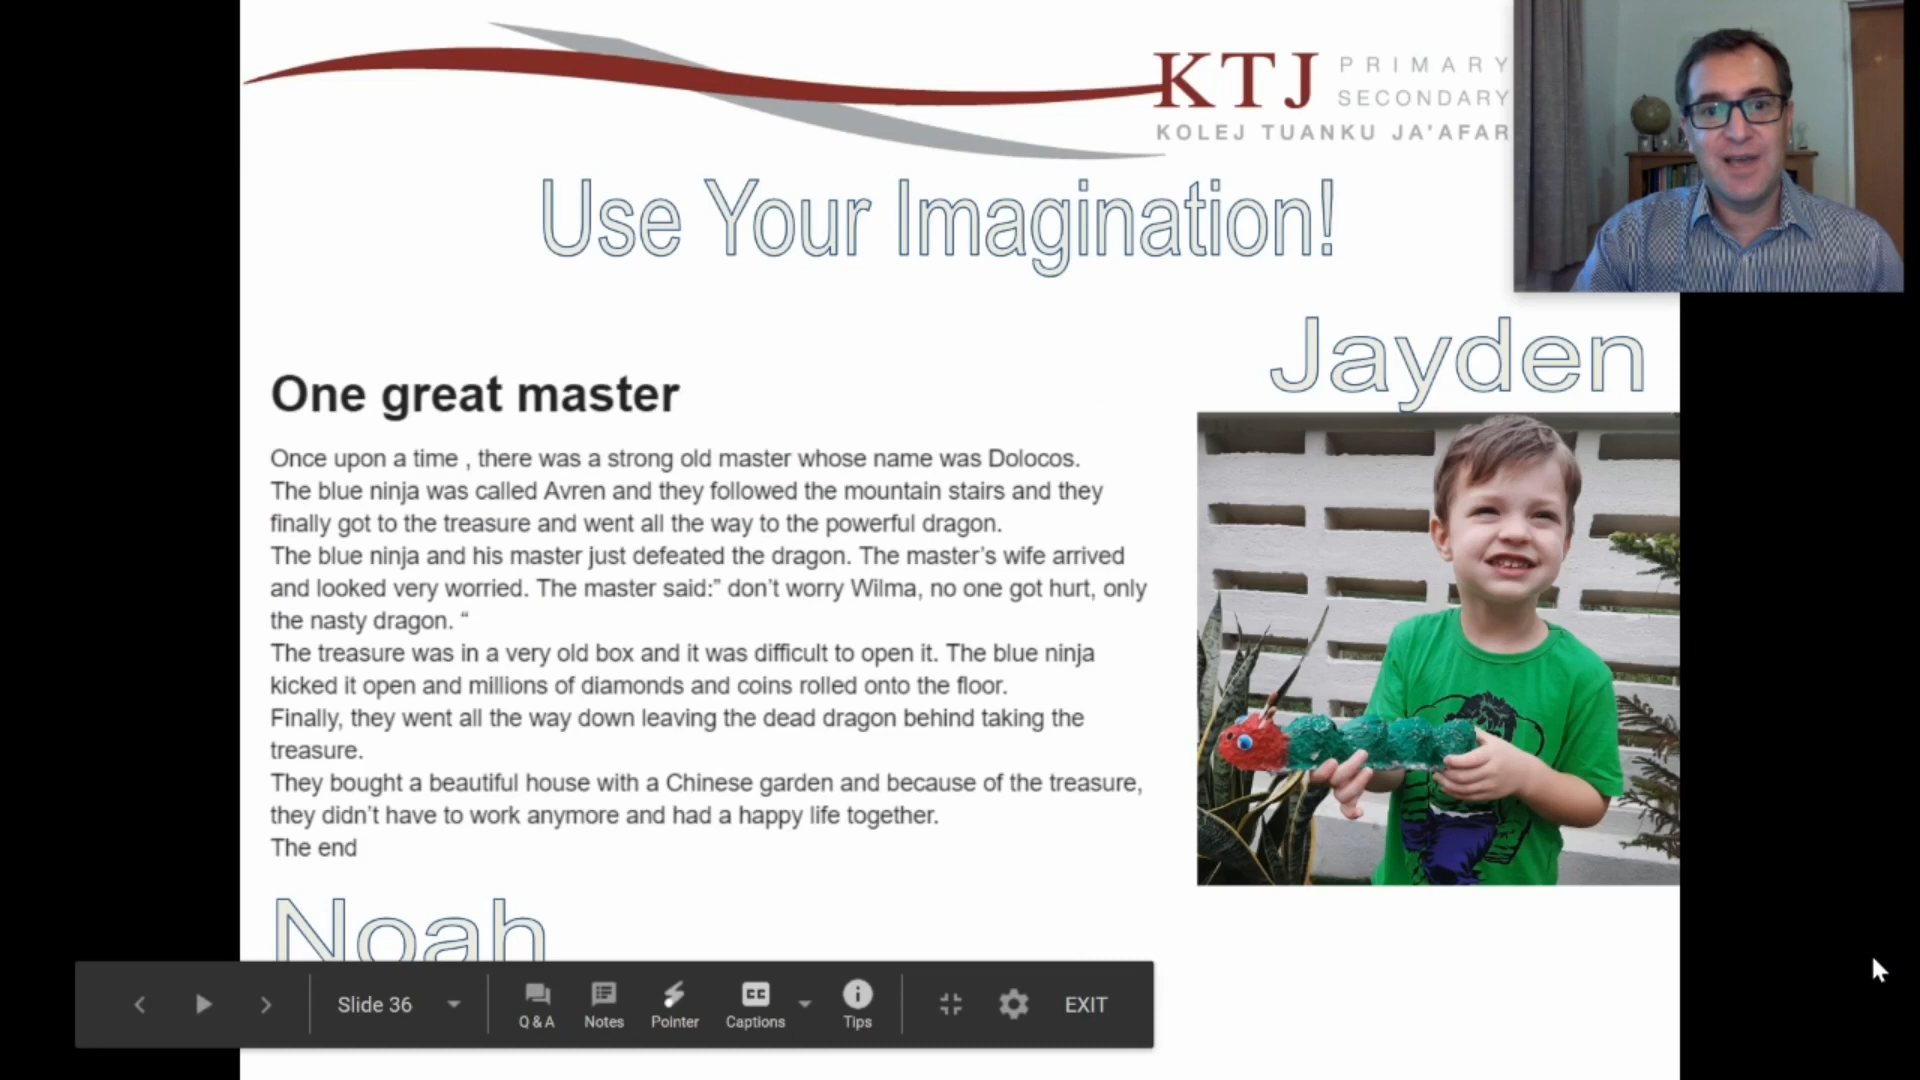 KTJ PRIMARY
SECONDARY
KOLEJ TUANKU JA'AFAR
Use Your Imagination!
Jayden
One great master
Once upon a time , there was a strong old master whose name was Dolocos.
The blue ninja was called Avren and they followed the mountain stairs and they
finally got to the treasure and went all the way to the powerful dragon.
The blue ninja and his master just defeated the dragon. The master’s wife arrived
and looked very worried. The master said:” don’t worry Wilma, no one got hurt, only
the nasty dragon. “
The treasure was in a very old box and it was difficult to open it. The blue ninja
kicked it open and millions of diamonds and coins rolled onto the floor.
Finally, they went all the way down leaving the dead dragon behind taking the
treasure.
They bought a beautiful house with a Chinese garden and because of the treasure,
they didn’t have to work anymore and had a happy life together.
The end
Noah
Slide 36
Q & A
Notes
Pointer
CC
Captions
Tips
EXIT